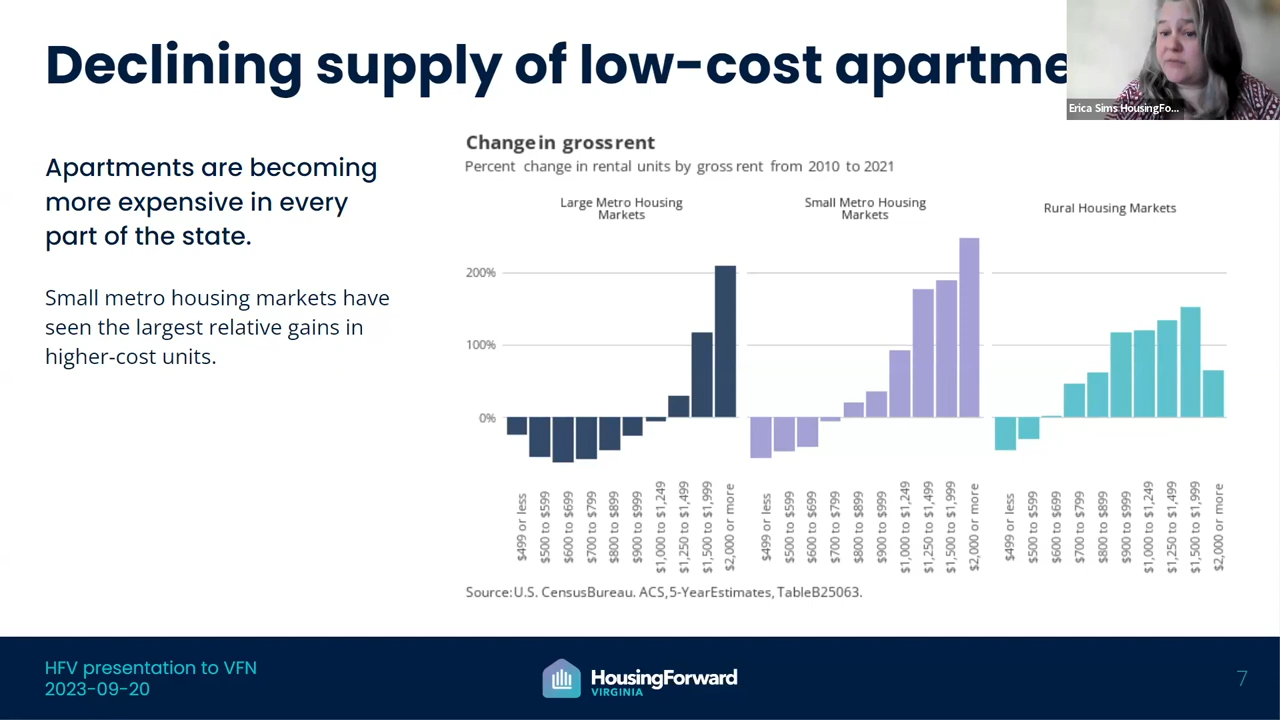 Declining supply of low-cost apartme
Erica Sims HousingFo...
Apartments are becoming
more expensive in every
part of the state.
Small metro housing markets have
seen the largest relative gains in
higher-cost units.
Change in gross rent
Percent change in rental units by gross rent from 2010 to 2021
Large Metro Housing
Markets
Small Metro Housing
Markets
Rural Housing Markets
200%
100%
0%
$499 or less
$500 to $599
$600 to $699
$700 to $799
$800 to $899
$900 to $999
$1,000 to $1,249
$1,250 to $1,499
$1,500 to $1,999
$2,000 or more
$499 or less
$500 to $599
$600 to $699
$700 to $799
$800 to $899
$900 to $999
$1,000 to $1,249
$1,250 to $1,499
$1,500 to $1,999
$2,000 or more
$499 or less
$500 to $599
$600 to $699
$700 to $799
$800 to $899
$900 to $999
$1,000 to $1,249
$1,250 to $1,499
$1,500 to $1,999
$2,000 or more
Source: U.S. Census Bureau. ACS, 5-Year Estimates, Table B25063.
HFV presentation to VFN
2023-09-20
HousingForward
VIRGINIA
7